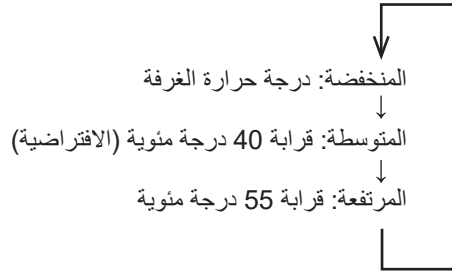 المنخفضة: درجة حرارة الغرفة
↓
المتوسطة: قرابة 40 درجة مئوية (الافتراضية)
↓
المرتفعة: قرابة 55 درجة مئوية